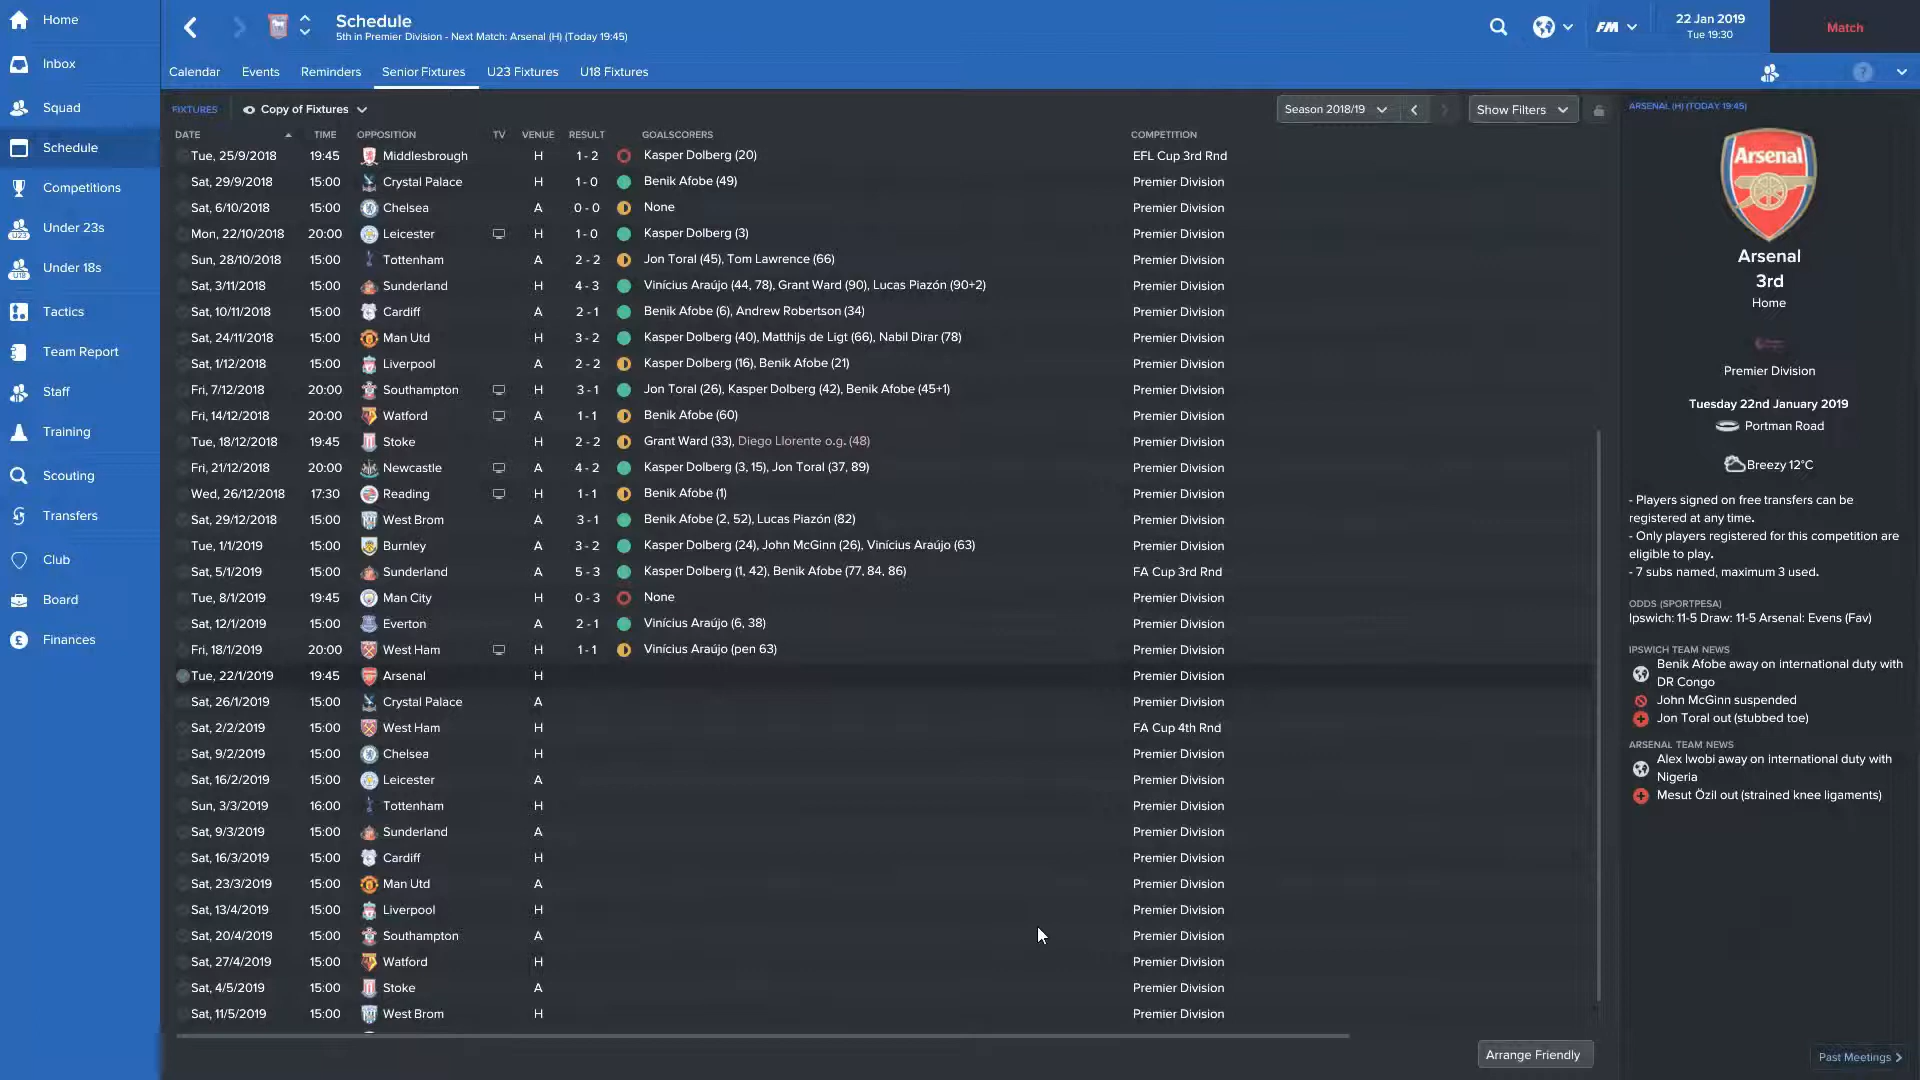 Home
Inbox
Squad
Schedule
Competitions
Under 23s
Under 18s
Tactics
Team Report
Staff
Training
Scouting
Transfers
Club
Board
Finances
Schedule
5th in Premier Division - Next Match: Arsenal (H) (Today 19:45)
FM
22 Jan 2019
Tue 19:30
Match
Calendar Events Reminders Senior Fixtures U23 Fixtures U18 Fixtures
FIXTURES Copy of Fixtures Season 2018/19 Show Filters
DATE TIME OPPOSITION TV VENUE RESULT GOALSCORERS COMPETITION
Tue, 25/9/2018 19:45 Middlesbrough H 1 - 2 Kasper Dolberg (20) EFL Cup 3rd Rnd
Sat, 29/9/2018 15:00 Crystal Palace H 1 - 0 Benik Afobe (49) Premier Division
Sat, 6/10/2018 15:00 Chelsea A 0 - 0 None Premier Division
Mon, 22/10/2018 20:00 Leicester H 1 - 0 Kasper Dolberg (3) Premier Division
Sun, 28/10/2018 15:00 Tottenham A 2 - 2 Jon Toral (45), Tom Lawrence (66) Premier Division
Sat, 3/11/2018 15:00 Sunderland H 4 - 3 Vinícius Araújo (44, 78), Grant Ward (90), Lucas Piazón (90+2) Premier Division
Sat, 10/11/2018 15:00 Cardiff A 2 - 1 Benik Afobe (6), Andrew Robertson (34) Premier Division
Sat, 24/11/2018 15:00 Man Utd H 3 - 2 Kasper Dolberg (40), Matthijs de Ligt (66), Nabil Dirar (78) Premier Division
Sat, 1/12/2018 15:00 Liverpool A 2 - 2 Kasper Dolberg (16), Benik Afobe (21) Premier Division
Fri, 7/12/2018 20:00 Southampton H 3 - 1 Jon Toral (26), Kasper Dolberg (42), Benik Afobe (45+1) Premier Division
Fri, 14/12/2018 20:00 Watford A 1 - 1 Benik Afobe (60) Premier Division
Tue, 18/12/2018 19:45 Stoke H 2 - 2 Grant Ward (33), Diego Llorente o.g. (48) Premier Division
Fri, 21/12/2018 20:00 Newcastle A 4 - 2 Kasper Dolberg (3, 15), Jon Toral (37, 89) Premier Division
Wed, 26/12/2018 17:30 Reading H 1 - 1 Benik Afobe (1) Premier Division
Sat, 29/12/2018 15:00 West Brom A 3 - 1 Benik Afobe (2, 52), Lucas Piazón (82) Premier Division
Tue, 1/1/2019 15:00 Burnley A 3 - 2 Kasper Dolberg (24), John McGinn (26), Vinícius Araújo (63) Premier Division
Sat, 5/1/2019 15:00 Sunderland A 5 - 3 Kasper Dolberg (1, 42), Benik Afobe (77, 84, 86) FA Cup 3rd Rnd
Tue, 8/1/2019 19:45 Man City H 0 - 3 None Premier Division
Sat, 12/1/2019 15:00 Everton A 2 - 1 Vinícius Araújo (6, 38) Premier Division
Fri, 18/1/2019 20:00 West Ham H 1 - 1 Vinícius Araújo (pen 63) Premier Division
Tue, 22/1/2019 19:45 Arsenal H Premier Division
Sat, 26/1/2019 15:00 Crystal Palace A Premier Division
Sat, 2/2/2019 15:00 West Ham H FA Cup 4th Rnd
Sat, 9/2/2019 15:00 Chelsea H Premier Division
Sat, 16/2/2019 15:00 Leicester A Premier Division
Sun, 3/3/2019 16:00 Tottenham H Premier Division
Sat, 9/3/2019 15:00 Sunderland A Premier Division
Sat, 16/3/2019 15:00 Cardiff H Premier Division
Sat, 23/3/2019 15:00 Man Utd A Premier Division
Sat, 13/4/2019 15:00 Liverpool H Premier Division
Sat, 20/4/2019 15:00 Southampton A Premier Division
Sat, 27/4/2019 15:00 Watford H Premier Division
Sat, 4/5/2019 15:00 Stoke A Premier Division
Sat, 11/5/2019 15:00 West Brom H Premier Division
Arrange Friendly
ARSENAL (H) (TODAY 19:45)
Arsenal
Arsenal
3rd
Home
Premier Division
Tuesday 22nd January 2019
Portman Road
Breezy 12°C
- Players signed on free transfers can be
registered at any time.
- Only players registered for this competition are
eligible to play.
- 7 subs named, maximum 3 used.
ODDS (SPORTPESA)
Ipswich: 11-5 Draw: 11-5 Arsenal: Evens (Fav)
IPSWICH TEAM NEWS
Benik Afobe away on international duty with
DR Congo
John McGinn suspended
Jon Toral out (stubbed toe)
ARSENAL TEAM NEWS
Alex Iwobi away on international duty with
Nigeria
Mesut Özil out (strained knee ligaments)
Past Meetings